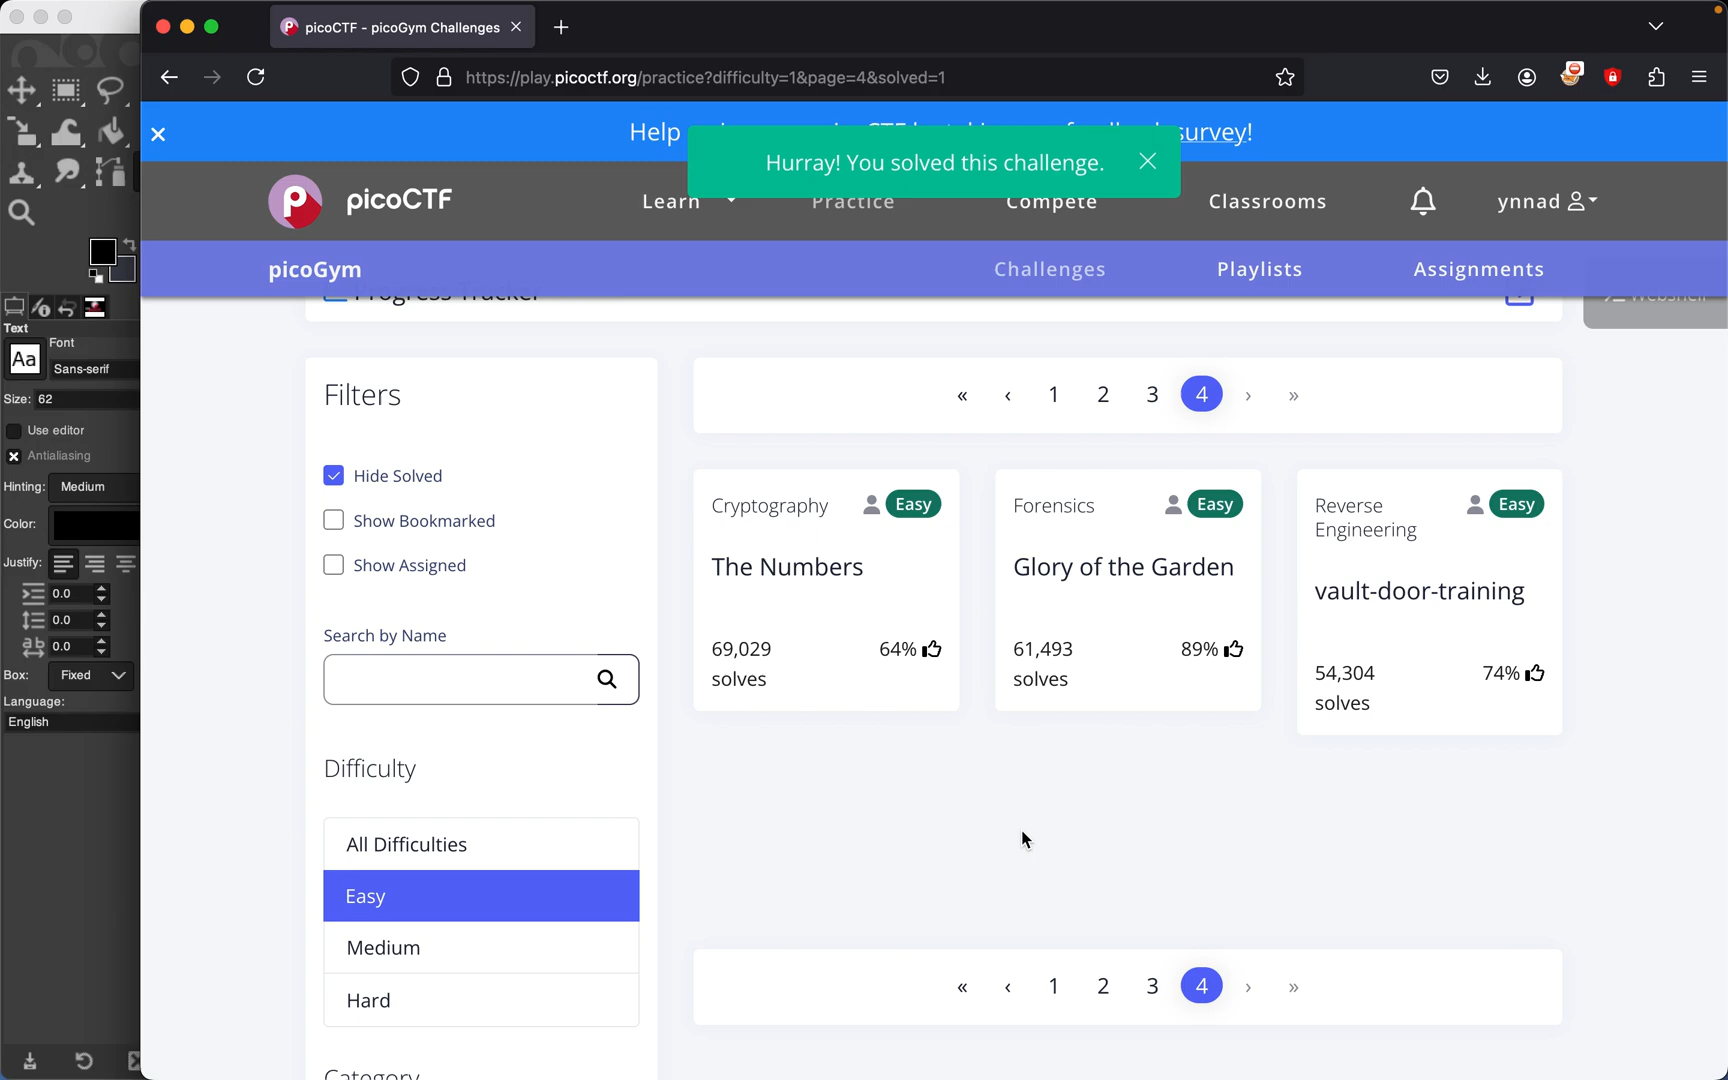 picoCTF - picoGym Challenges
https://play.picoctf.org/practice?difficulty=1&page=4&solved=1
Help survey!
Hurray! You solved this challenge.
picoCTF
Learn
Practice
Compete
Classrooms
ynnad
picoGym
Challenges
Playlists
Assignments
Progress Tracker
Webshell
Text
Font
Aa
Sans-serif
Size: 62
Use editor
Antialiasing
Hinting: Medium
Color:
Justify:
0.0
0.0
0.0
Box: Fixed
Language:
English
Filters
Hide Solved
Show Bookmarked
Show Assigned
Search by Name
Difficulty
All Difficulties
Easy
Medium
Hard
Category
« ‹ 1 2 3 4 › »
Cryptography Easy
The Numbers
69,029 64%
solves
Forensics Easy
Glory of the Garden
61,493 89%
solves
Reverse Easy
Engineering
vault-door-training
54,304 74%
solves
« ‹ 1 2 3 4 › »